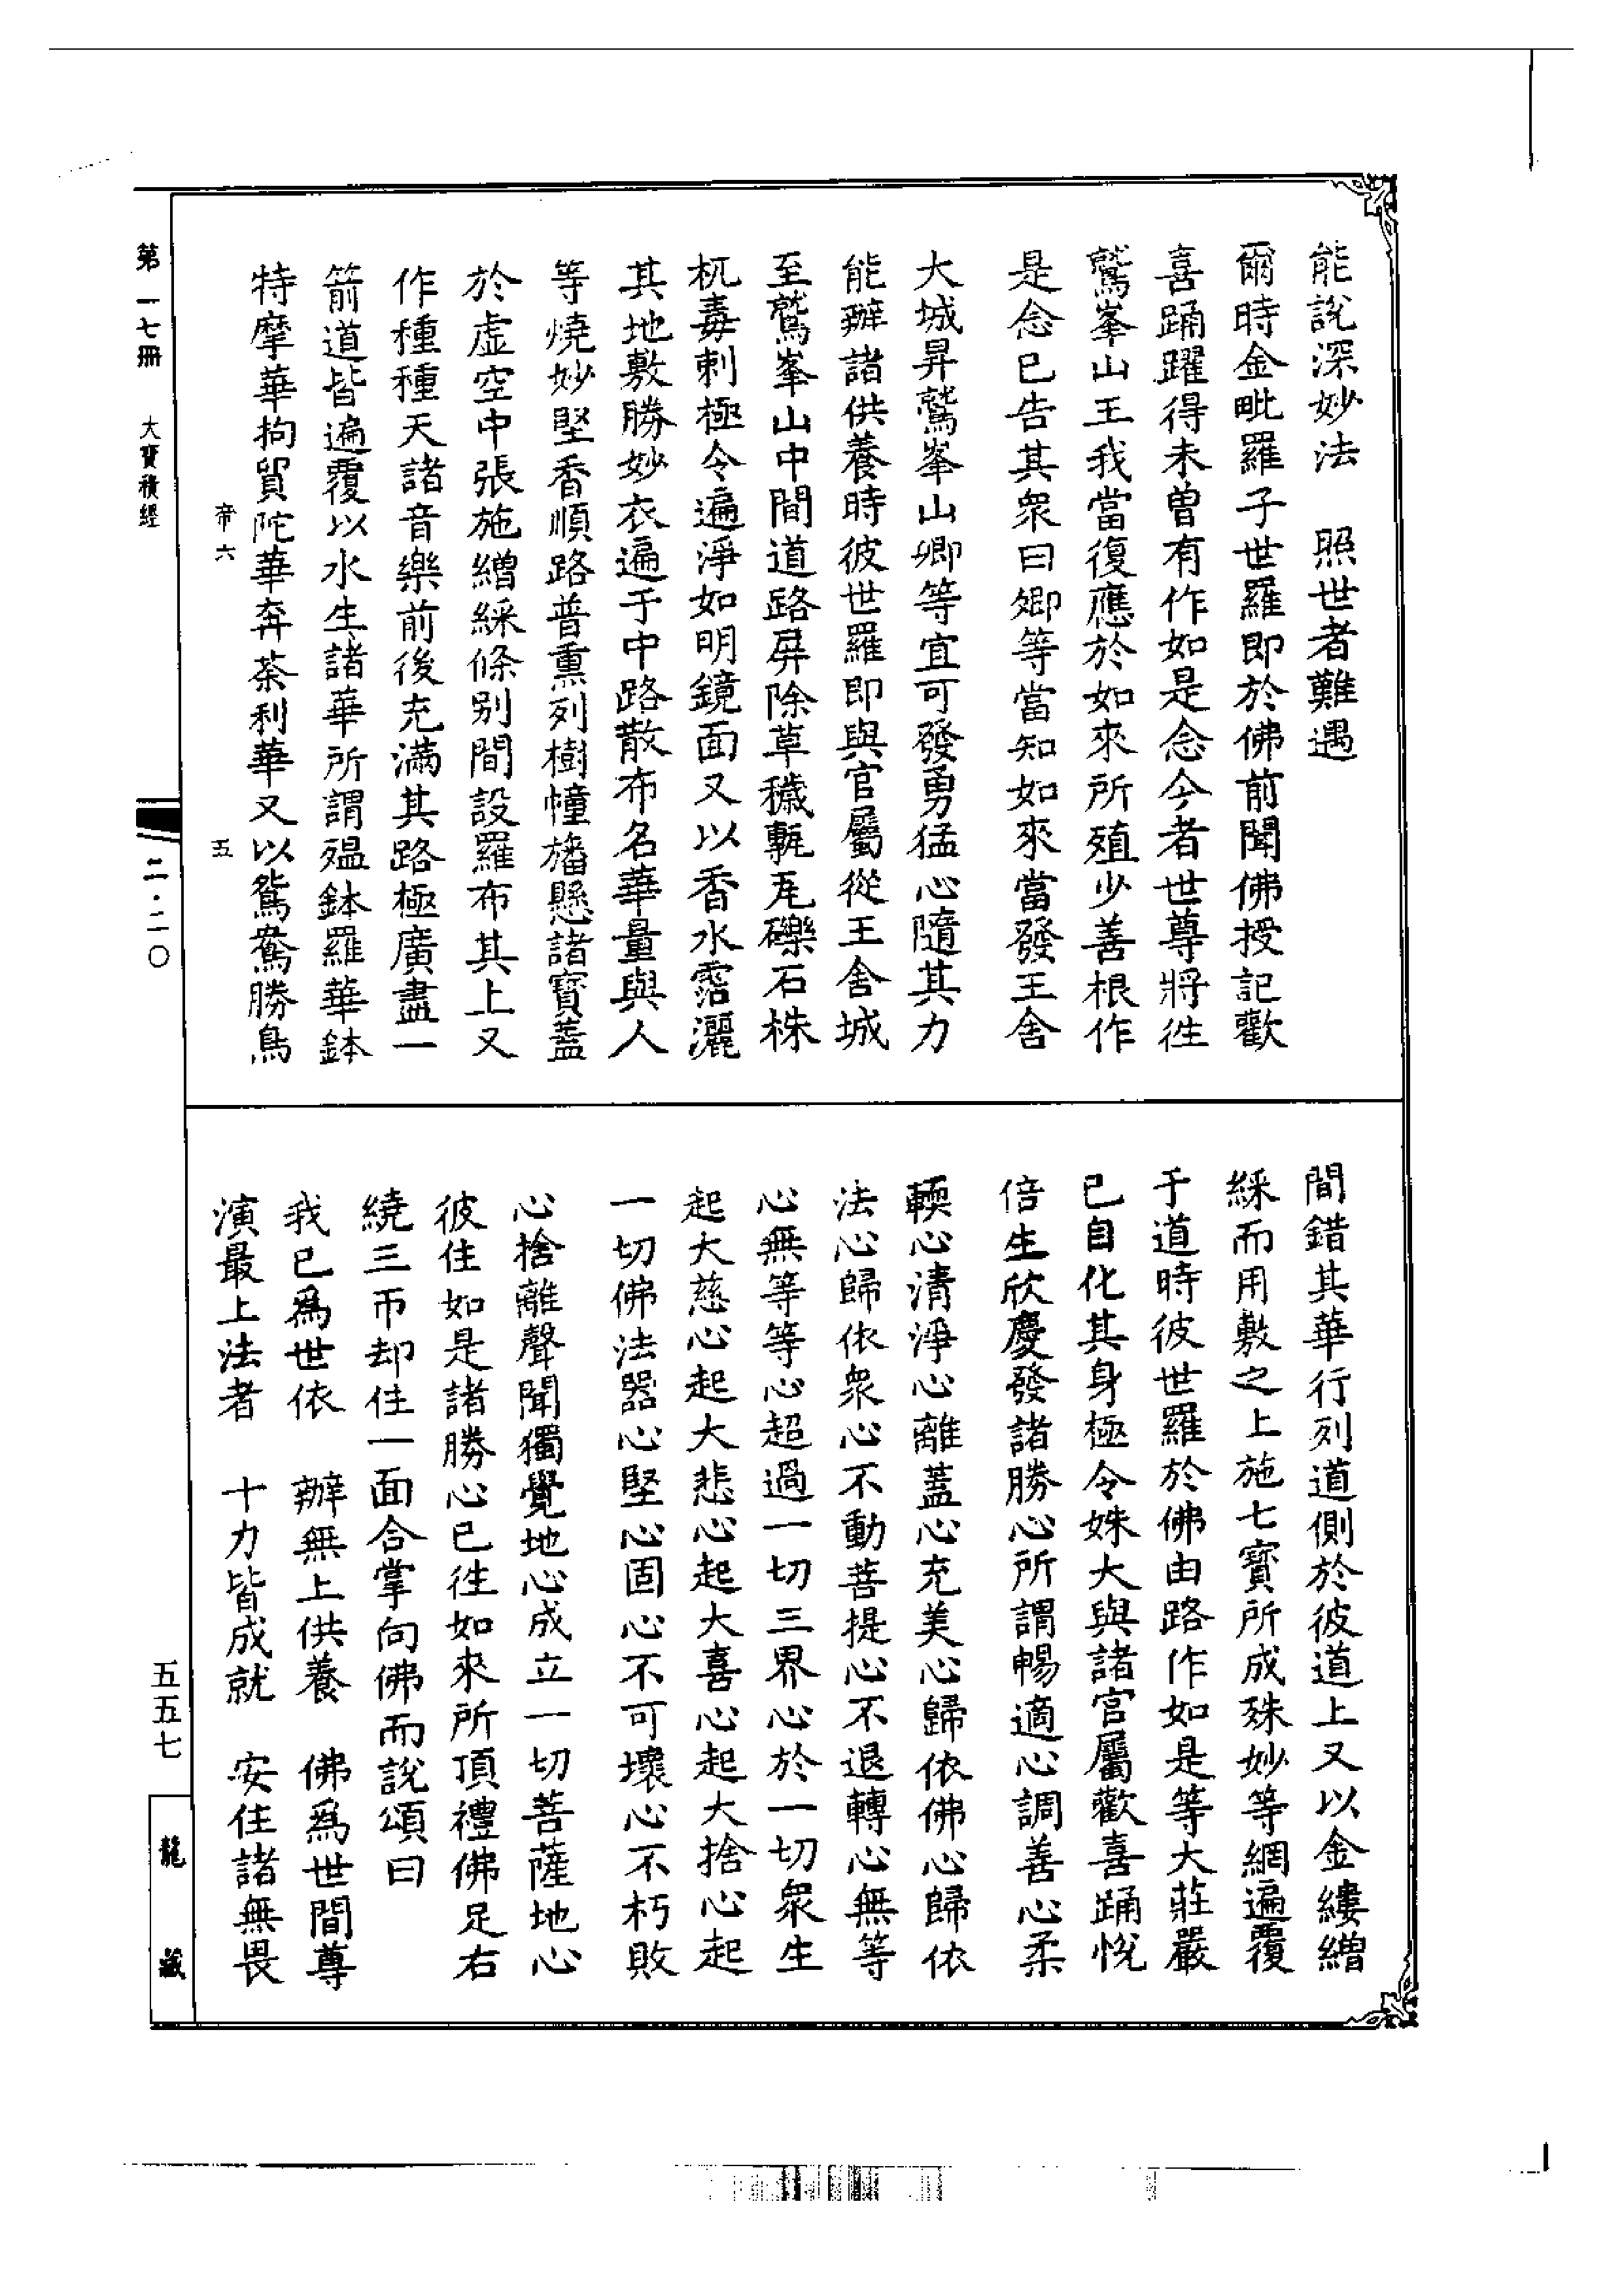 能說深妙法　照世者難遇
爾時金毗羅子世羅即於佛前聞佛授記歡
喜踊躍得未曾有作如是念今者世尊將往
鷲峯山王我當復應於如來所殖少善根作
是念已告其眾曰卿等當知如來當發王舍
大城昇鷲峯山卿等宜可發勇猛心隨其力
能辦諸供養時彼世羅即與官屬從王舍城
至鷲峯山中間道路屏除草穢甎瓦礫石株
杌毒刺極令遍淨如明鏡面又以香水霑灑
其地敷勝妙衣遍于中路散布名華量與人
等燒妙堅香順路普熏列樹幢旛懸諸寶蓋
於虛空中張施繒綵條別間設羅布其上又
作種種天諸音樂前後充滿其路極廣盡一
箭道皆遍覆以水生諸華所謂殟鉢羅華鉢
特摩華拘貿陀華奔茶利華又以鴛鴦勝鳥
間錯其華行列道側於彼道上又以金縷繒
綵而用敷之上施七寶所成殊妙等網遍覆
于道時彼世羅於佛由路作如是等大莊嚴
已自化其身極令姝大與諸官屬歡喜踊悅
倍生欣慶發諸勝心所謂暢適心調善心柔
輭心清淨心離蓋心充美心歸依佛心歸依
法心歸依眾心不動菩提心不退轉心無等
心無等等心超過一切三界心於一切眾生
起大慈心起大悲心起大喜心起大捨心起
一切佛法器心堅心固心不可壞心不朽敗
心捨離聲聞獨覺地心成立一切菩薩地心
彼住如是諸勝心已往如來所頂禮佛足右
繞三帀却住一面合掌向佛而說頌曰
我已為世依　辦無上供養　佛為世間尊
演最上法者　十力皆成就　安住諸無畏
帝六　五
第一七冊　大寶積經
二·二〇
五五七
龍藏